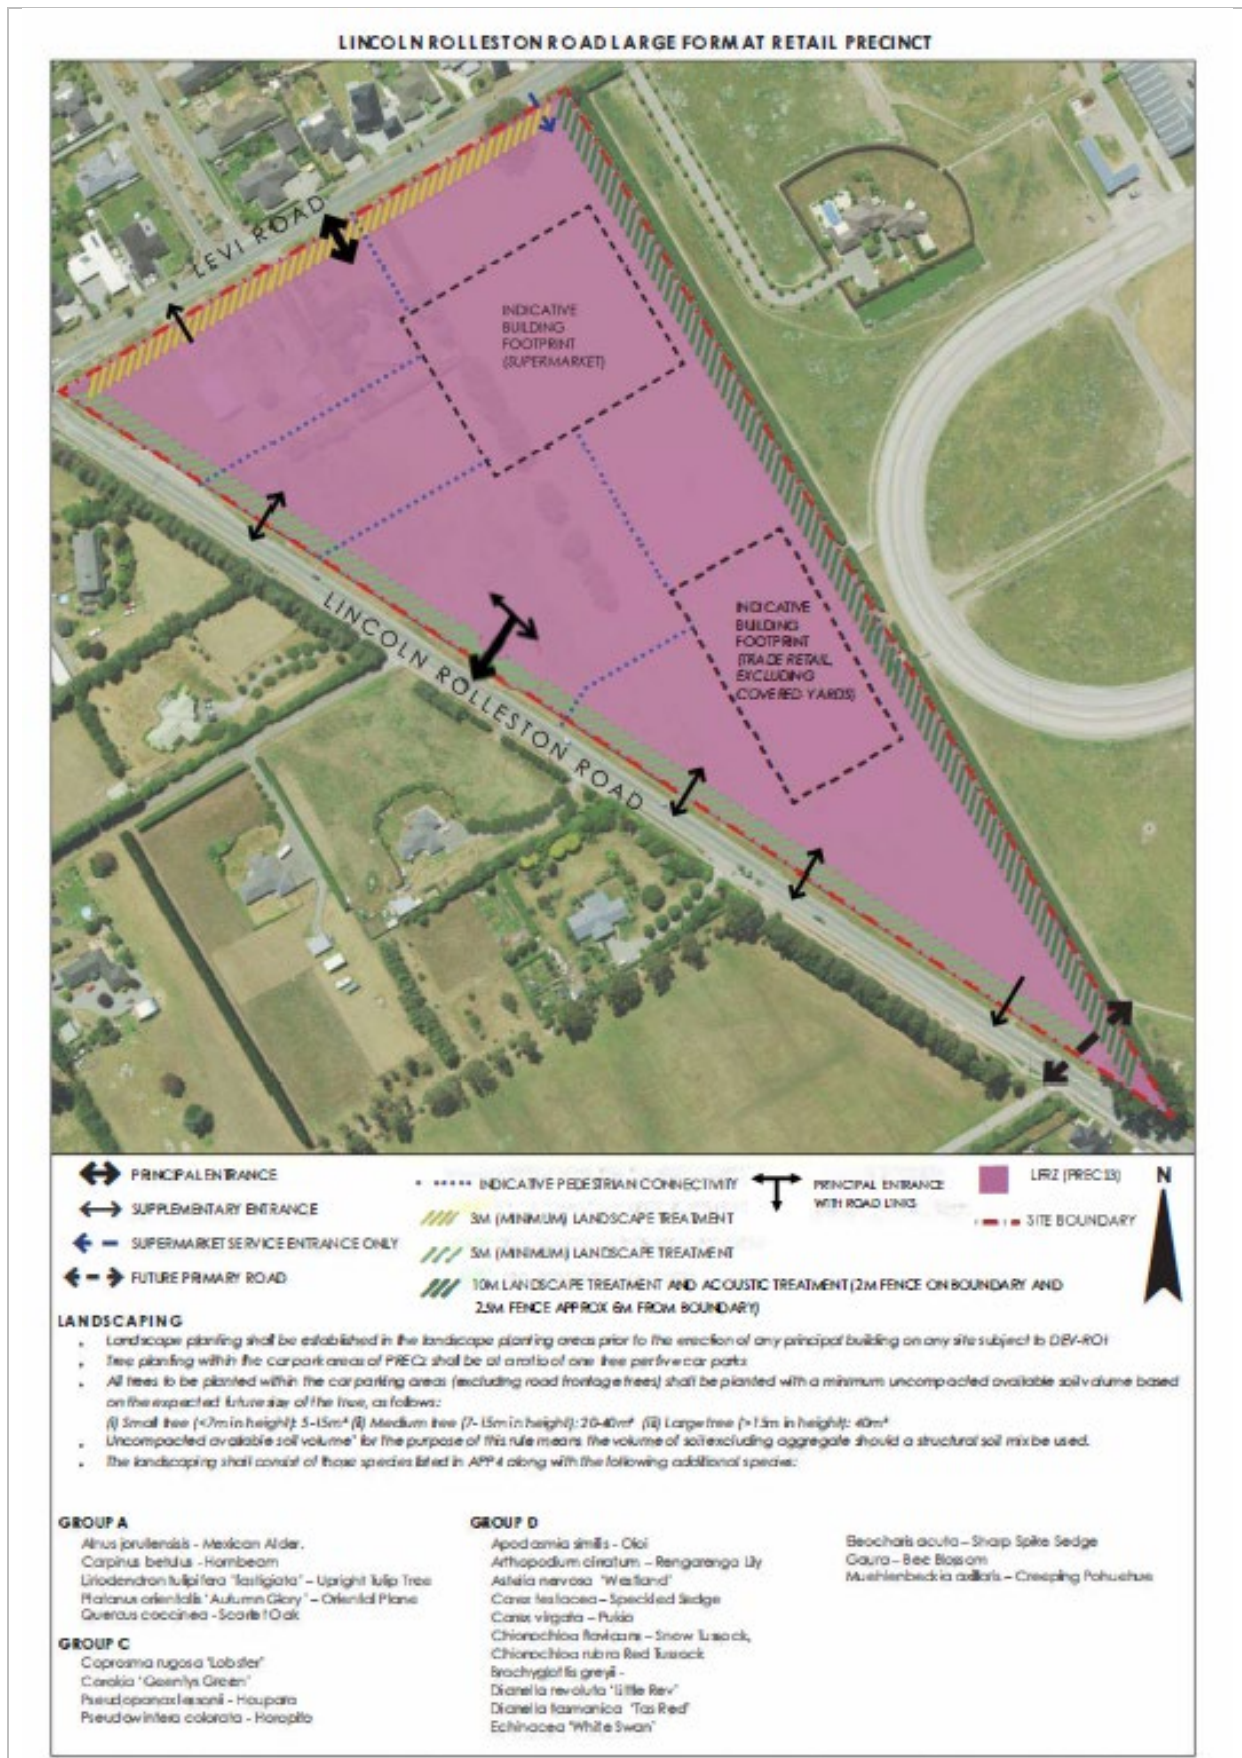 LINCOLN ROLLESTON ROAD LARGE FORMAT RETAIL PRECINCT
LEVI ROAD
INDICATIVE
BUILDING
FOOTPRINT
(SUPERMARKET)
INDICATIVE
BUILDING
FOOTPRINT
(TRADE RETAIL,
EXCLUDING
COVERED YARDS)
LINCOLN ROLLESTON ROAD
PRINCIPAL ENTRANCE
SUPPLEMENTARY ENTRANCE
SUPERMARKET SERVICE ENTRANCE ONLY
FUTURE PRIMARY ROAD
INDICATIVE PEDESTRIAN CONNECTIVITY
3M (MINIMUM) LANDSCAPE TREATMENT
5M (MINIMUM) LANDSCAPE TREATMENT
10M LANDSCAPE TREATMENT AND ACOUSTIC TREATMENT (2M FENCE ON BOUNDARY AND
2.5M FENCE APPROX 6M FROM BOUNDARY)
PRINCIPAL ENTRANCE
WITH ROAD LINKS
LFRZ (PREC13)
SITE BOUNDARY
N
LANDSCAPING
• Landscape planting shall be established in the landscape planting areas prior to the erection of any principal building on any site subject to DEV-RO1
• Tree planting within the carpark areas of PREC2 shall be at a ratio of one tree per five car parks
• All trees to be planted within the car parking areas (excluding road frontage trees) shall be planted with a minimum uncompacted available soil volume based
on the expected future size of the tree, as follows:
(i) Small tree (<7m in height): 5-15m³ (ii) Medium tree (7-15m in height): 20-40m³ (iii) Large tree (>15m in height): 40m³
• Uncompacted available soil volume" for the purpose of this rule means the volume of soil excluding aggregate should a structural soil mix be used.
• The landscaping shall consist of those species listed in APP4 along with the following additional species:
GROUP A
Alnus jorullensisis - Mexican Alder.
Carpinus betulus - Hornbeam
Liriodendron tulipifera 'fastigiata' – Upright Tulip Tree
Platanus orientalis 'Autumn Glory' – Oriental Plane
Quercus coccinea - Scarlet Oak
GROUP C
Coprosma rugosa 'Lobster'
Corokia 'Geentys Green'
Pseudopanax lessonii - Houpara
Pseudowintera colorata - Horopito
GROUP D
Apodasmia similis - Oioi
Arthopodium cirratum – Rengarenga Lily
Astelia nervosa 'Westland'
Carex testacea – Speckled Sedge
Carex virgata – Pukio
Chionochloa flavicans – Snow Tussock,
Chionochloa rubra Red Tussock
Brachyglottis greyii -
Dianella revoluta 'Little Rev'
Dianella tasmanica 'Tas Red'
Echinacea 'White Swan'
Eleocharis acuta – Sharp Spike Sedge
Gaura – Bee Blossom
Muehlenbeckia axillaris – Creeping Pohuehue